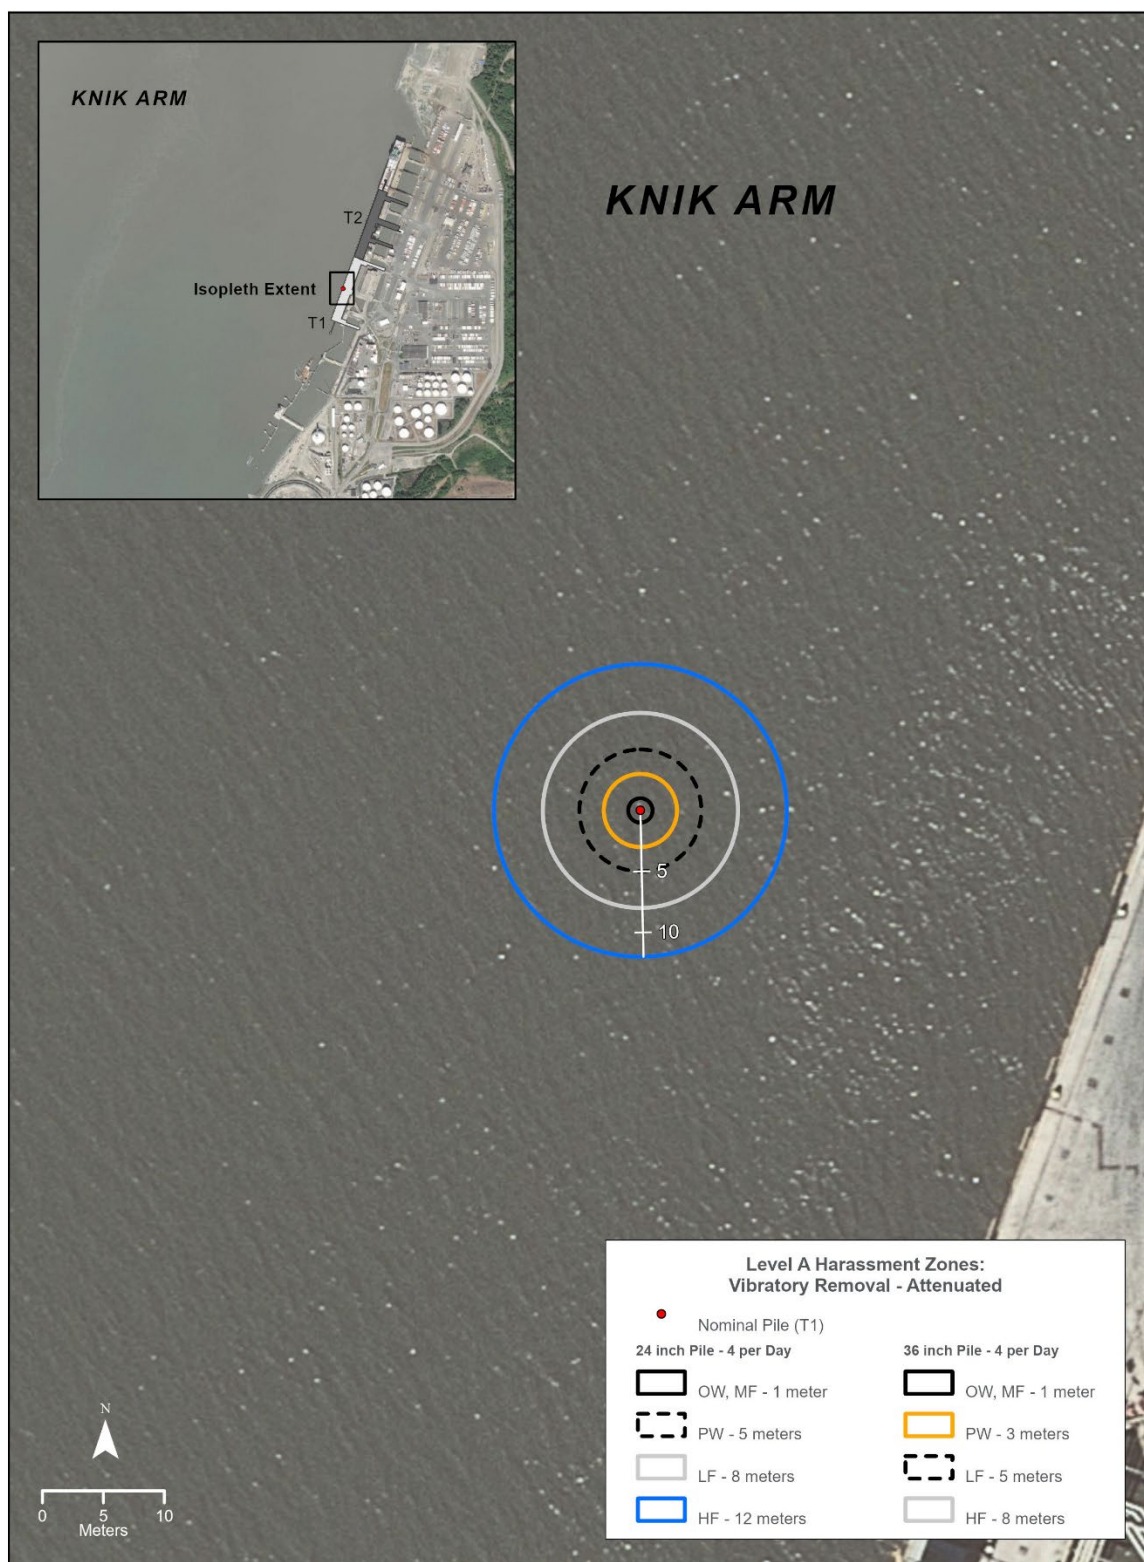 KNIK ARM
T2
Isopleth Extent
T1
KNIK ARM
5
10
Level A Harassment Zones:
Vibratory Removal - Attenuated
Nominal Pile (T1)
24 inch Pile - 4 per Day
OW, MF - 1 meter
PW - 5 meters
LF - 8 meters
HF - 12 meters
36 inch Pile - 4 per Day
OW, MF - 1 meter
PW - 3 meters
LF - 5 meters
HF - 8 meters
N
0 5 10
Meters